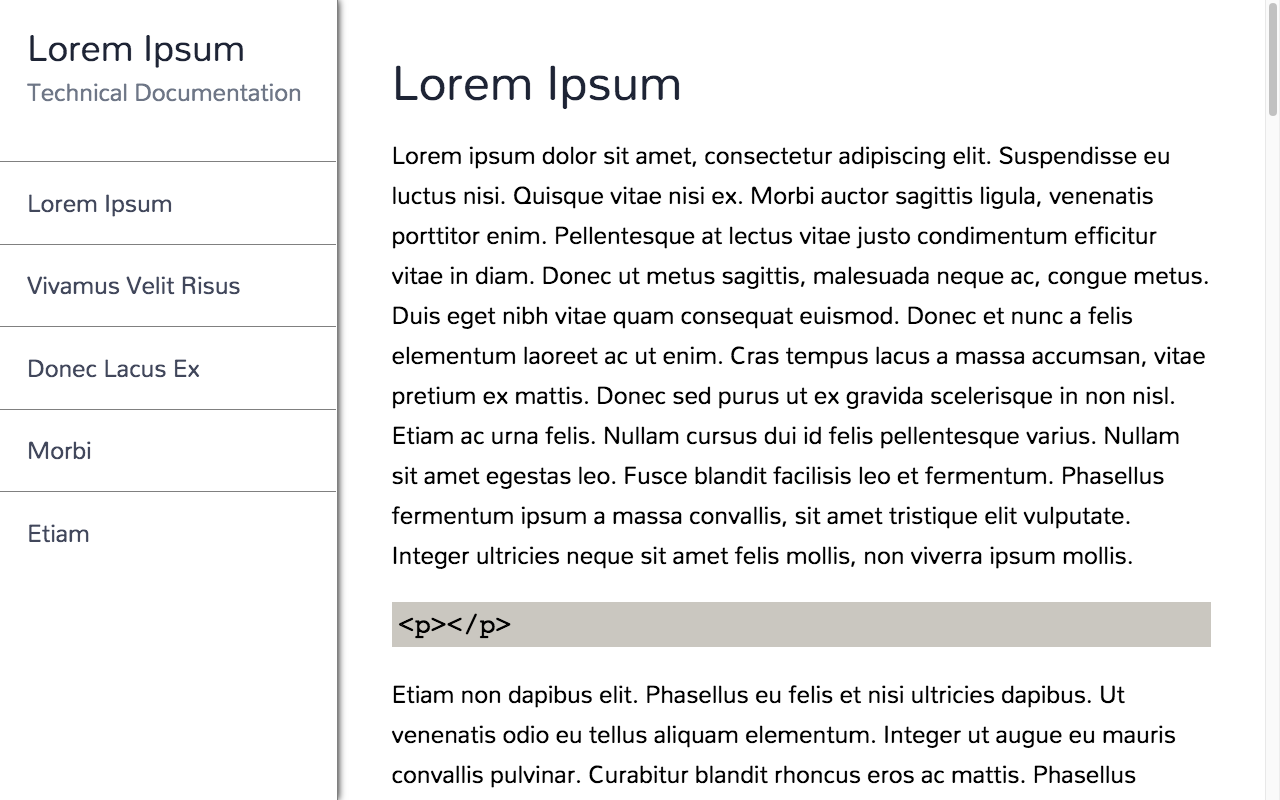 Lorem Ipsum
Technical Documentation
Lorem Ipsum
Vivamus Velit Risus
Donec Lacus Ex
Morbi
Etiam
Lorem Ipsum
Lorem ipsum dolor sit amet, consectetur adipiscing elit. Suspendisse eu
luctus nisi. Quisque vitae nisi ex. Morbi auctor sagittis ligula, venenatis
porttitor enim. Pellentesque at lectus vitae justo condimentum efficitur
vitae in diam. Donec ut metus sagittis, malesuada neque ac, congue metus.
Duis eget nibh vitae quam consequat euismod. Donec et nunc a felis
elementum laoreet ac ut enim. Cras tempus lacus a massa accumsan, vitae
pretium ex mattis. Donec sed purus ut ex gravida scelerisque in non nisl.
Etiam ac urna felis. Nullam cursus dui id felis pellentesque varius. Nullam
sit amet egestas leo. Fusce blandit facilisis leo et fermentum. Phasellus
fermentum ipsum a massa convallis, sit amet tristique elit vulputate.
Integer ultricies neque sit amet felis mollis, non viverra ipsum mollis.
<p></p>
Etiam non dapibus elit. Phasellus eu felis et nisi ultricies dapibus. Ut
venenatis odio eu tellus aliquam elementum. Integer ut augue eu mauris
convallis pulvinar. Curabitur blandit rhoncus eros ac mattis. Phasellus